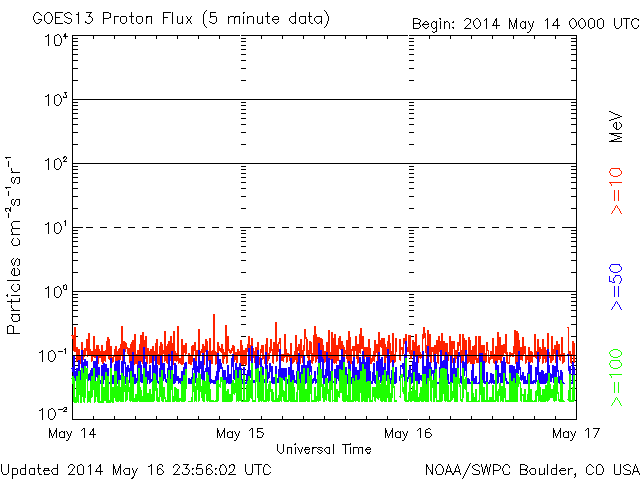 GOES13 Proton Flux (5 minute data)
Begin: 2014 May 14 0000 UTC
10⁴
10³
10²
10¹
10⁰
10⁻¹
10⁻²
Particles cm⁻²s⁻¹sr⁻¹
MeV
>=10
>=50
>=100
May 14
May 15
May 16
May 17
Universal Time
Updated 2014 May 16 23:56:02 UTC
NOAA/SWPC Boulder, CO USA